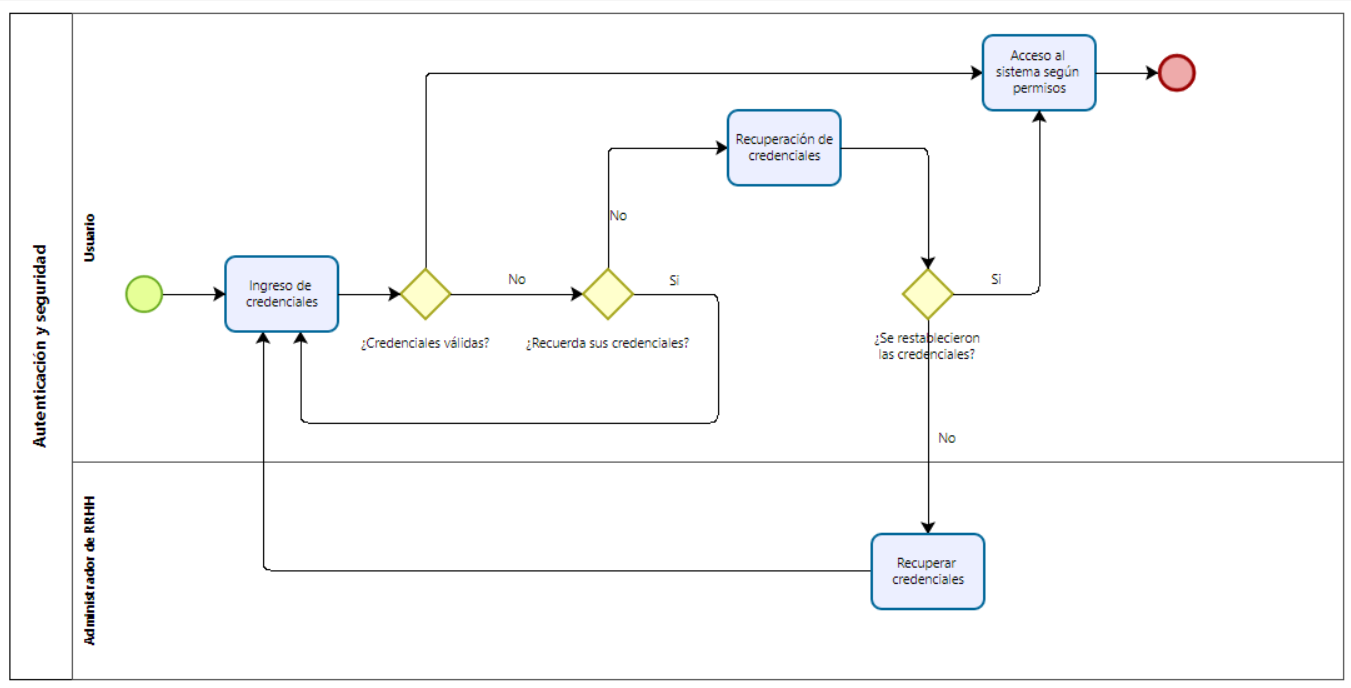 Autenticación y seguridad
Usuario
Acceso al
sistema según
permisos
Recuperación de
credenciales
No
Ingreso de
credenciales
No
Si
Si
¿Credenciales válidas?
¿Recuerda sus credenciales?
¿Se restablecieron
las credenciales?
No
Administrador de RRHH
Recuperar
credenciales